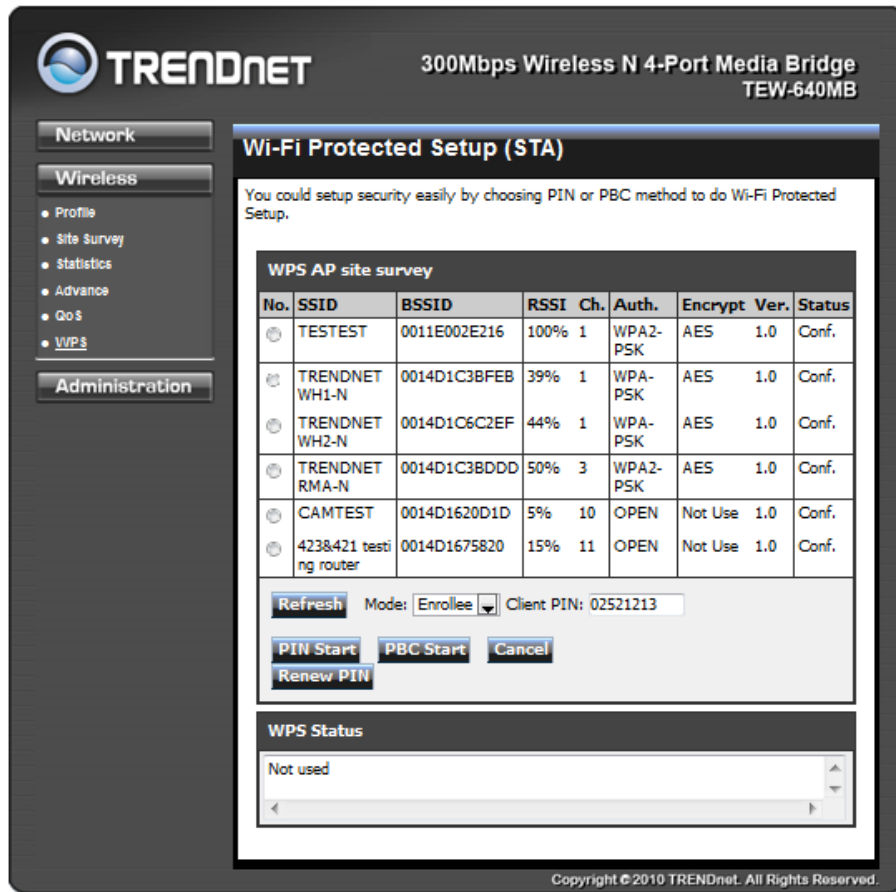 TRENDNET
300Mbps Wireless N 4-Port Media Bridge
TEW-640MB
Network
Wireless
Profile
Site Survey
Statistics
Advance
QoS
WPS
Administration
Wi-Fi Protected Setup (STA)
You could setup security easily by choosing PIN or PBC method to do Wi-Fi Protected
Setup.
WPS AP site survey
No. SSID BSSID RSSI Ch. Auth. Encrypt Ver. Status
TESTEST 0011E002E216 100% 1 WPA2- AES 1.0 Conf.
PSK
TRENDNET 0014D1C3BFEB 39% 1 WPA- AES 1.0 Conf.
WH1-N PSK
TRENDNET 0014D1C6C2EF 44% 1 WPA- AES 1.0 Conf.
WH2-N PSK
TRENDNET 0014D1C3BDDD 50% 3 WPA2- AES 1.0 Conf.
RMA-N PSK
CAMTEST 0014D1620D1D 5% 10 OPEN Not Use 1.0 Conf.
423&421 testi 0014D1675820 15% 11 OPEN Not Use 1.0 Conf.
ng router
Refresh Mode: Enrollee Client PIN: 02521213
PIN Start PBC Start Cancel
Renew PIN
WPS Status
Not used
Copyright © 2010 TRENDnet. All Rights Reserved.